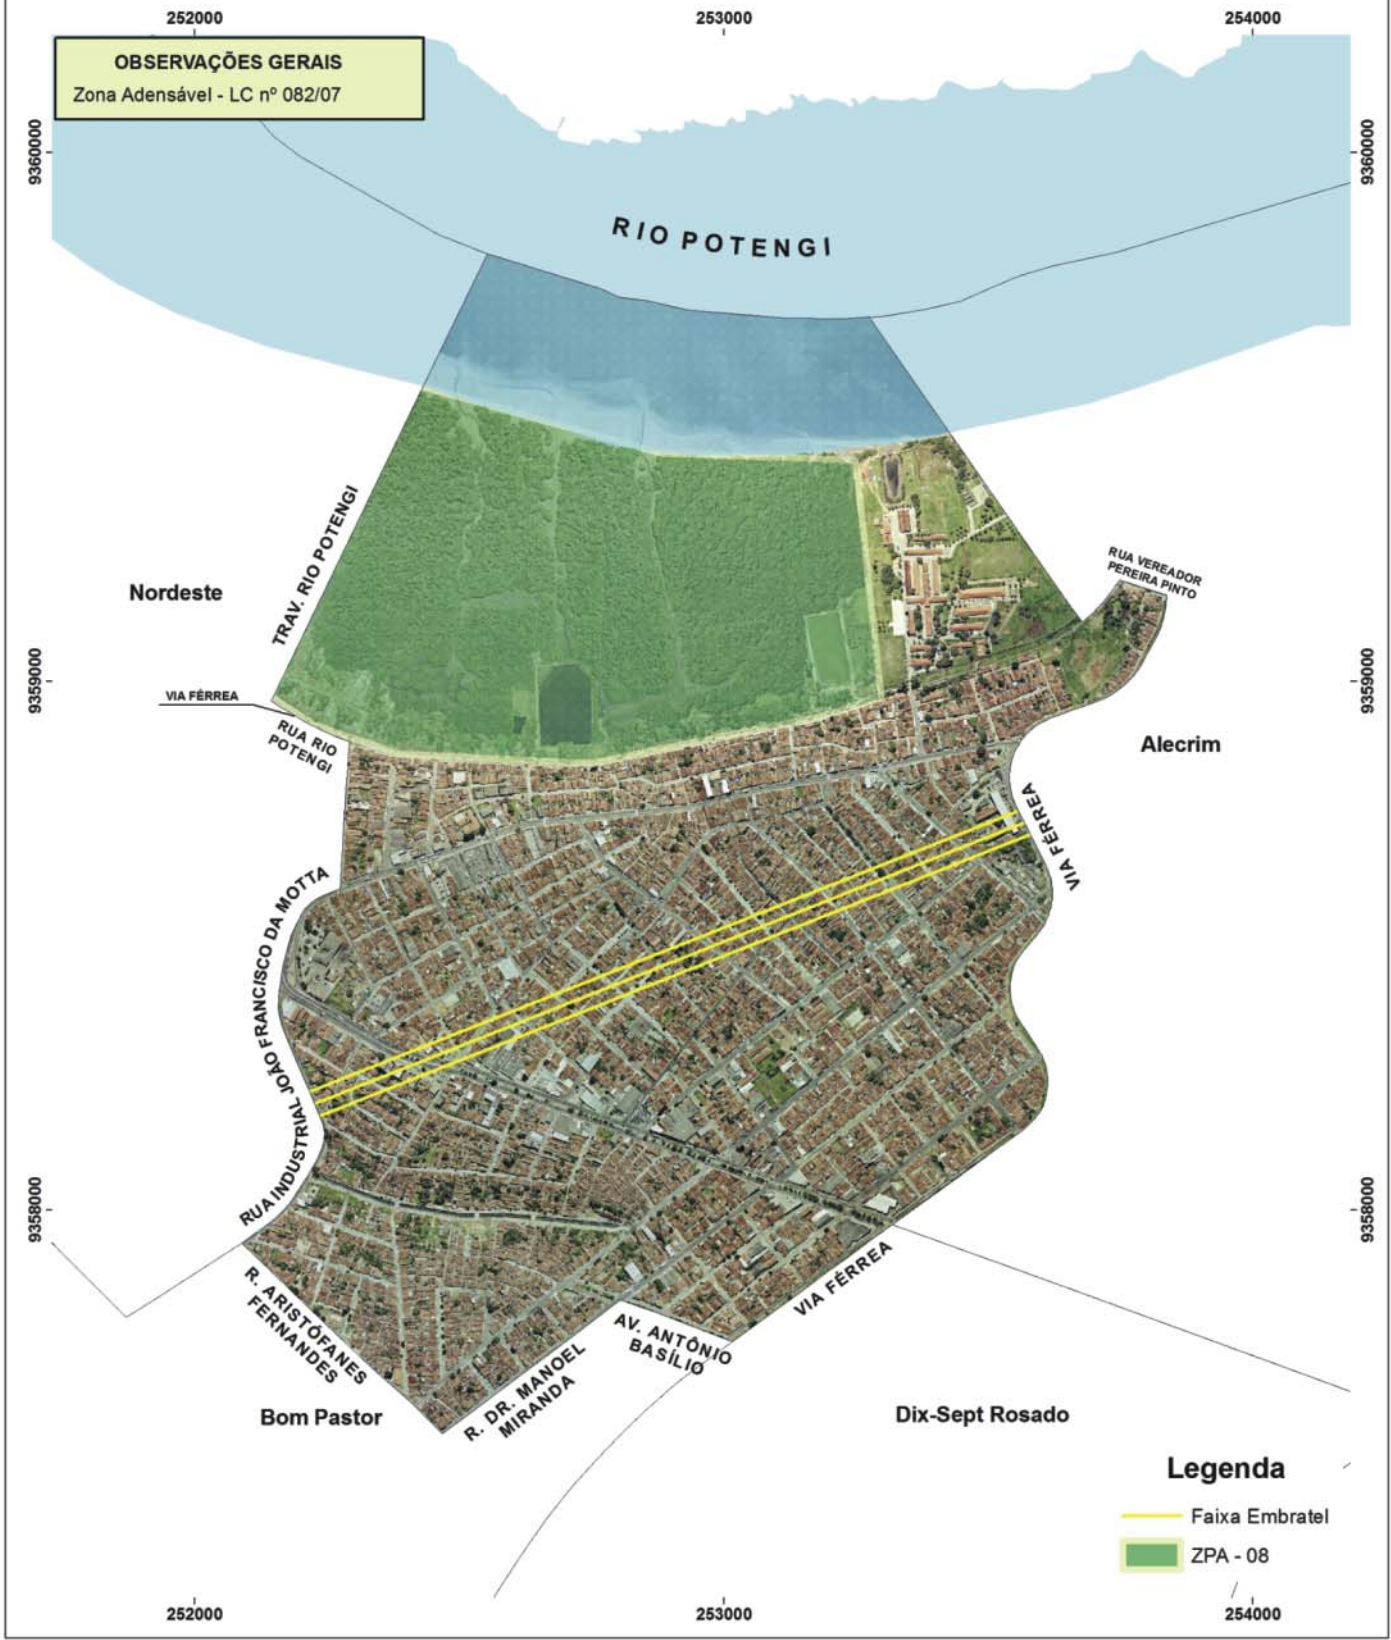 252000
253000
254000
OBSERVAÇÕES GERAIS
Zona Adensável - LC nº 082/07
9360000
9360000
RIO POTENGI
TRAV. RIO POTENGI
RUA VEREADOR
PEREIRA PINTO
Nordeste
9359000
9359000
VIA FÉRREA
RUA RIO
POTENGI
Alecrim
VIA FÉRREA
RUA INDUSTRIAL JOÃO FRANCISCO DA MOTTA
9358000
9358000
VIA FÉRREA
R. ARISTÓFANES
FERNANDES
AV. ANTÔNIO
BASÍLIO
R. DR. MANOEL
MIRANDA
Bom Pastor
Dix-Sept Rosado
Legenda
Faixa Embratel
ZPA - 08
252000
253000
254000